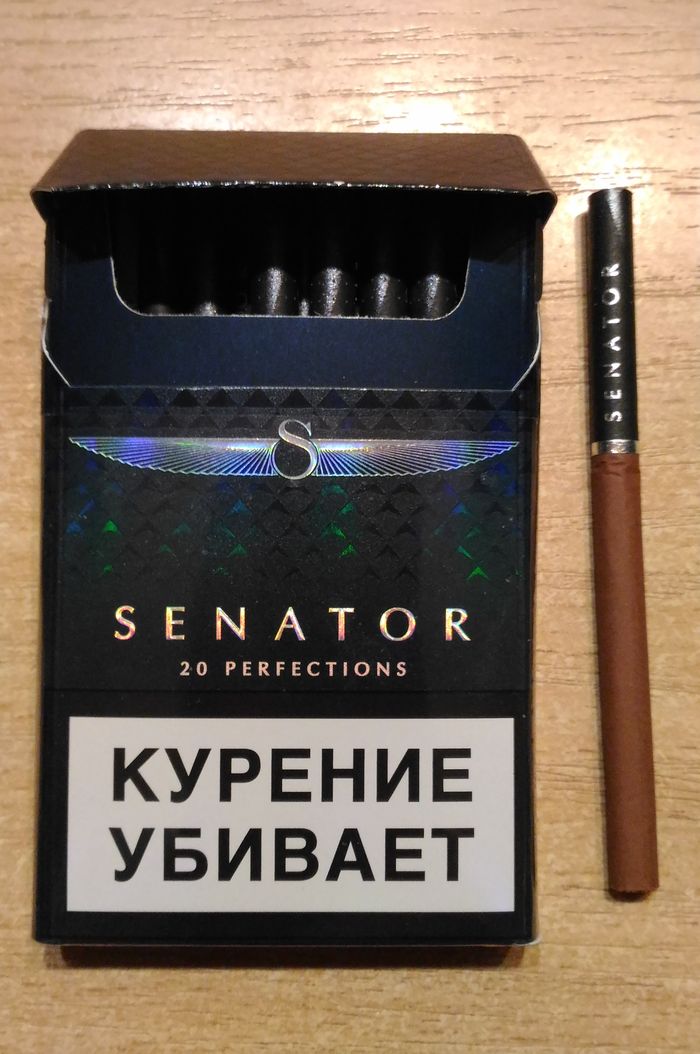 S
SENATOR
20 PERFECTIONS
КУРЕНИЕ
УБИВАЕТ
SENATOR